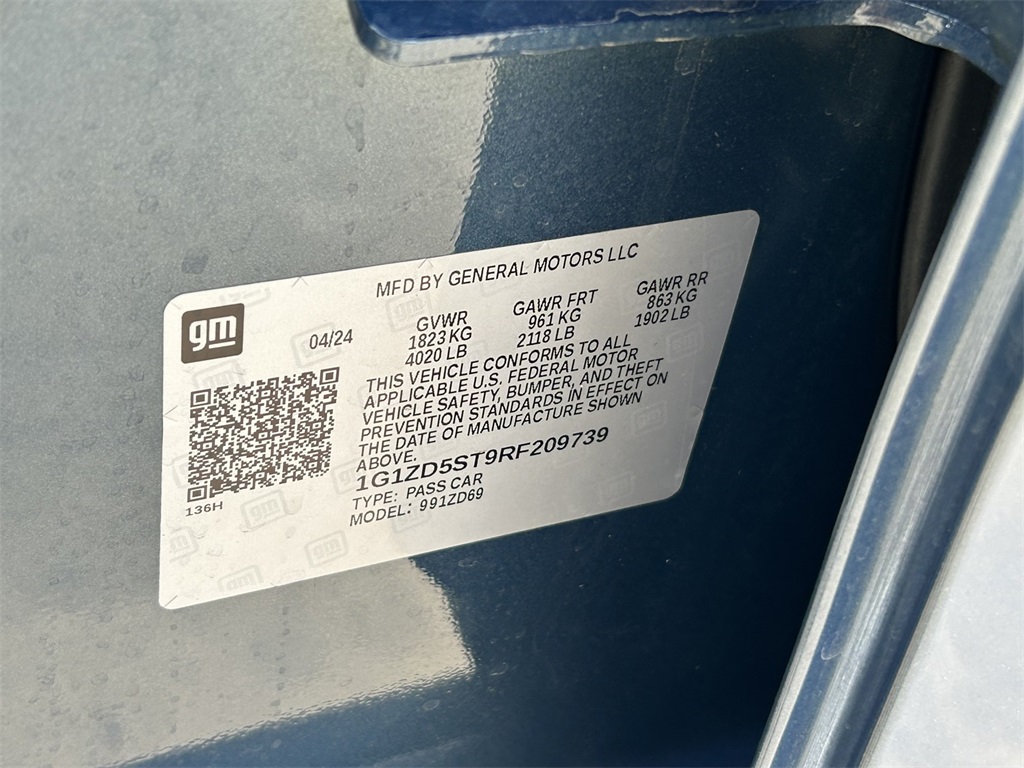 MFD BY GENERAL MOTORS LLC
gm
04/24
GVWR
1823 KG
4020 LB
GAWR FRT
961 KG
2118 LB
GAWR RR
863 KG
1902 LB
THIS VEHICLE CONFORMS TO ALL
APPLICABLE U.S. FEDERAL MOTOR
VEHICLE SAFETY, BUMPER, AND THEFT
PREVENTION STANDARDS IN EFFECT ON
THE DATE OF MANUFACTURE SHOWN
ABOVE.
1G1ZD5ST9RF209739
TYPE: PASS CAR
MODEL: 991ZD69
136H